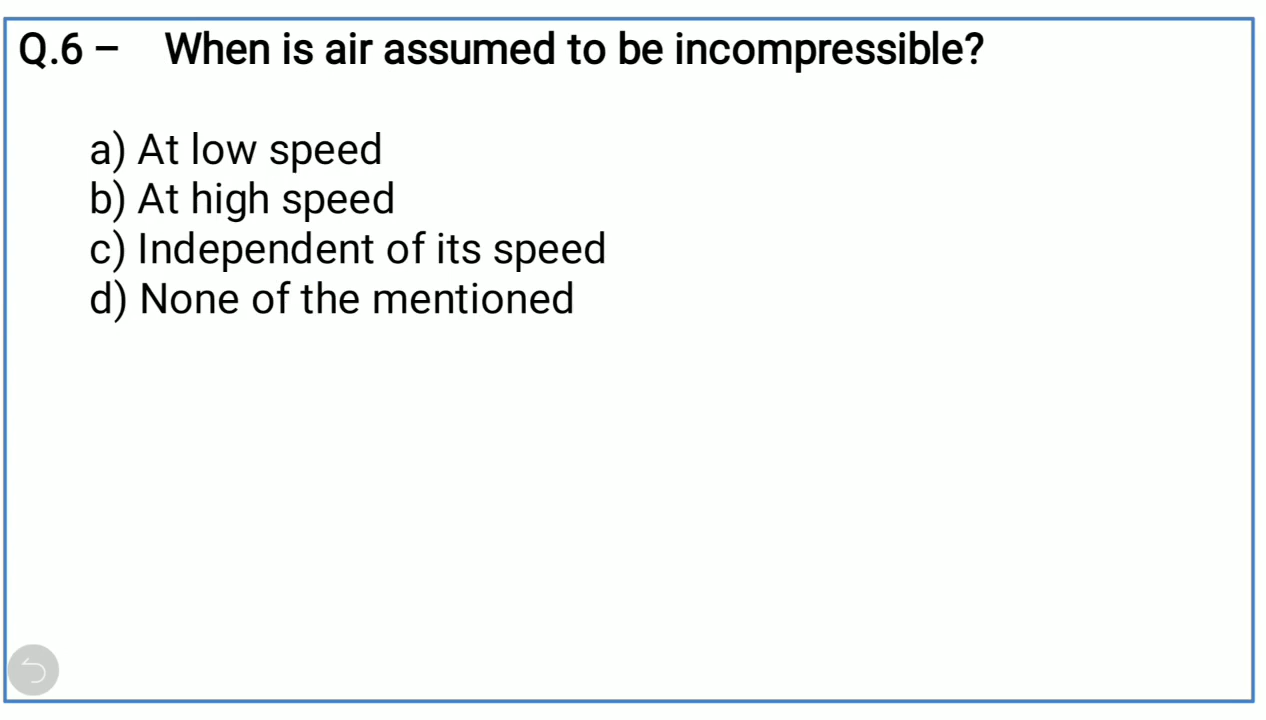 Q.6 – When is air assumed to be incompressible?
a) At low speed
b) At high speed
c) Independent of its speed
d) None of the mentioned